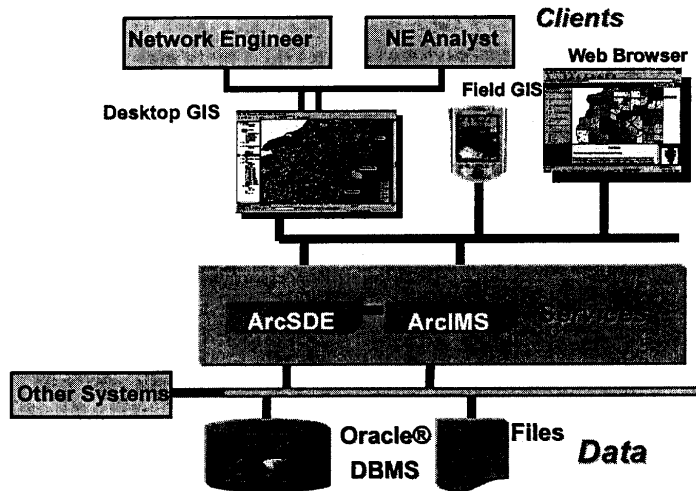 Clients
Network Engineer
NE Analyst
Web Browser
Desktop GIS
Field GIS
ArcSDE
ArcIMS
Services
Other Systems
Oracle®
DBMS
Files
Data